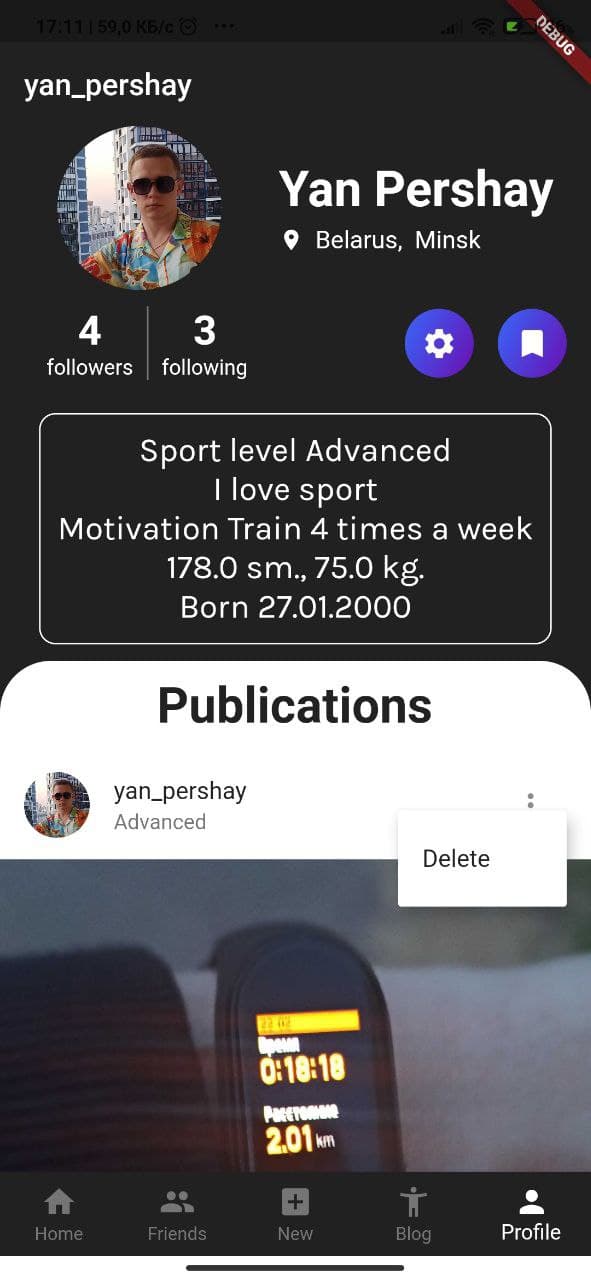 17:11 | 59,0 КБ/с
DEBUG
yan_pershay
Yan Pershay
Belarus, Minsk
4 3
followers following
Sport level Advanced
I love sport
Motivation Train 4 times a week
178.0 sm., 75.0 kg.
Born 27.01.2000
Publications
yan_pershay
Advanced
Delete
Время
0:18:18
Расстояние
2.01 km
Home Friends New Blog Profile